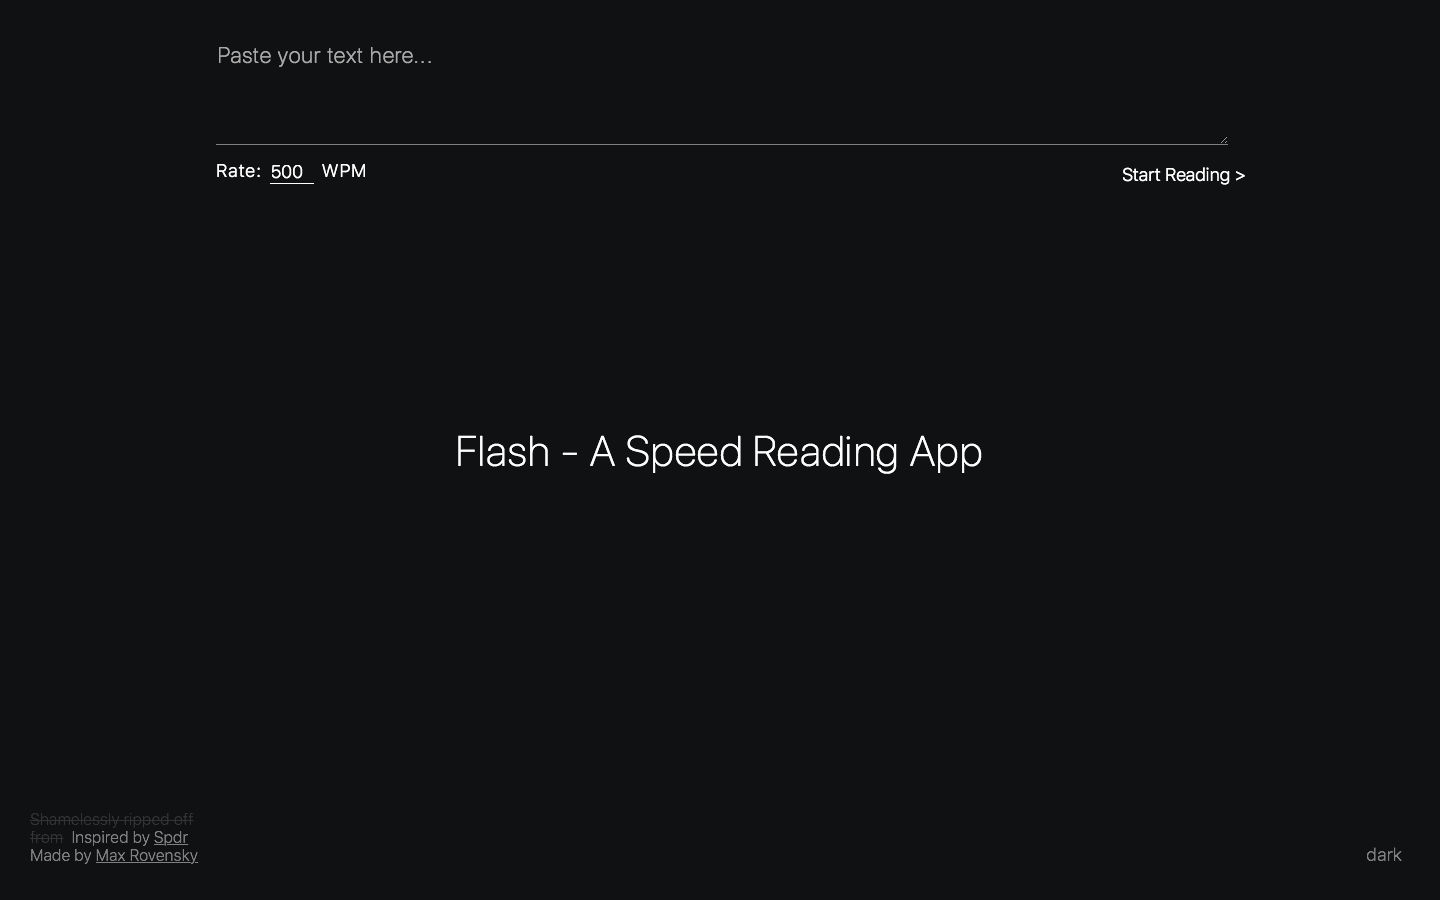 Paste your text here...
Rate: 500 WPM
Start Reading >
Flash - A Speed Reading App
Shamelessly ripped off
from Inspired by Spdr
Made by Max Rovensky
dark